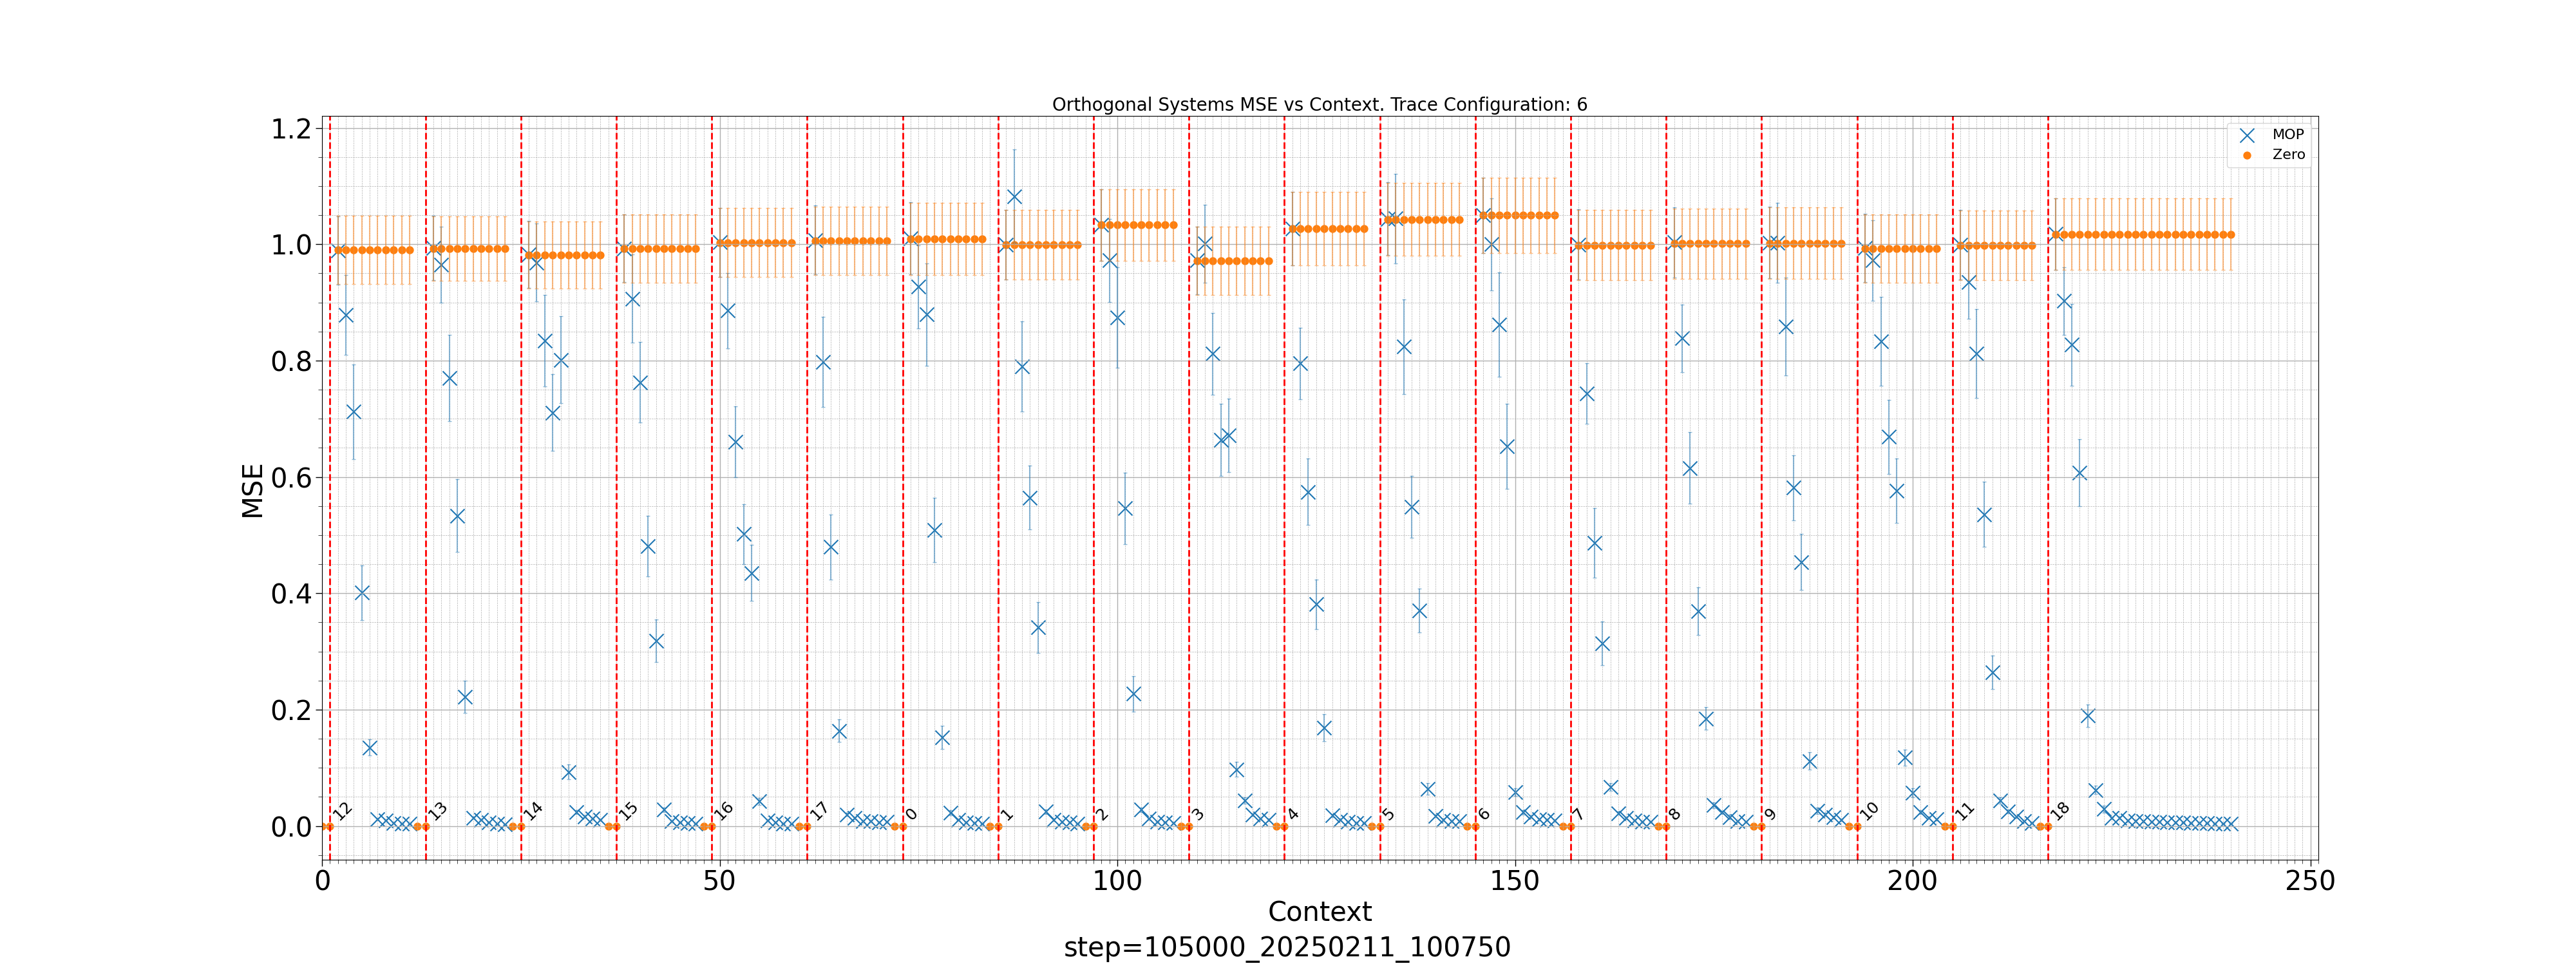 Orthogonal Systems MSE vs Context. Trace Configuration: 6
MOP
Zero
1.2
1.0
0.8
0.6
0.4
0.2
0.0
MSE
12 13 14 15 16 17 0 1 2 3 4 5 6 7 8 9 10 11 18
0 50 100 150 200 250
Context
step=105000_20250211_100750